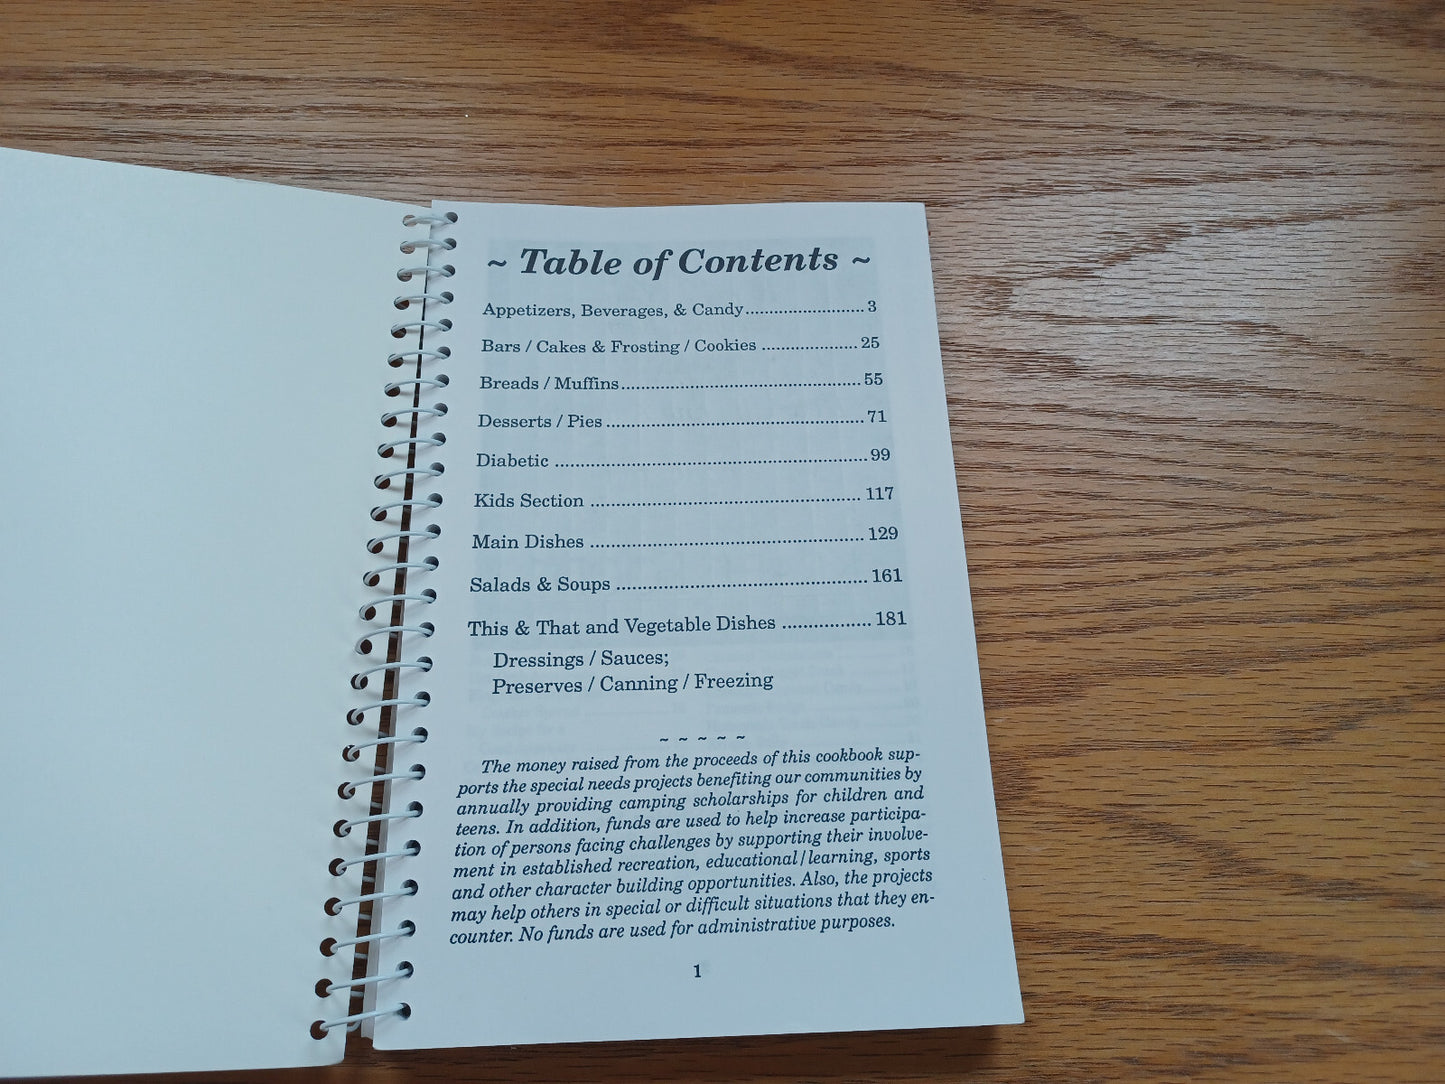 ~ Table of Contents ~
Appetizers, Beverages, & Candy ......................... 3
Bars / Cakes & Frosting / Cookies .................... 25
Breads / Muffins .................................................. 55
Desserts / Pies ...................................................... 71
Diabetic ................................................................ 99
Kids Section ........................................................ 117
Main Dishes ........................................................ 129
Salads & Soups .................................................... 161
This & That and Vegetable Dishes ................. 181
Dressings / Sauces;
Preserves / Canning / Freezing
~ ~ ~ ~ ~
The money raised from the proceeds of this cookbook sup-
ports the special needs projects benefiting our communities by
annually providing camping scholarships for children and
teens. In addition, funds are used to help increase participa-
tion of persons facing challenges by supporting their involve-
ment in established recreation, educational/learning, sports
and other character building opportunities. Also, the projects
may help others in special or difficult situations that they en-
counter. No funds are used for administrative purposes.
1